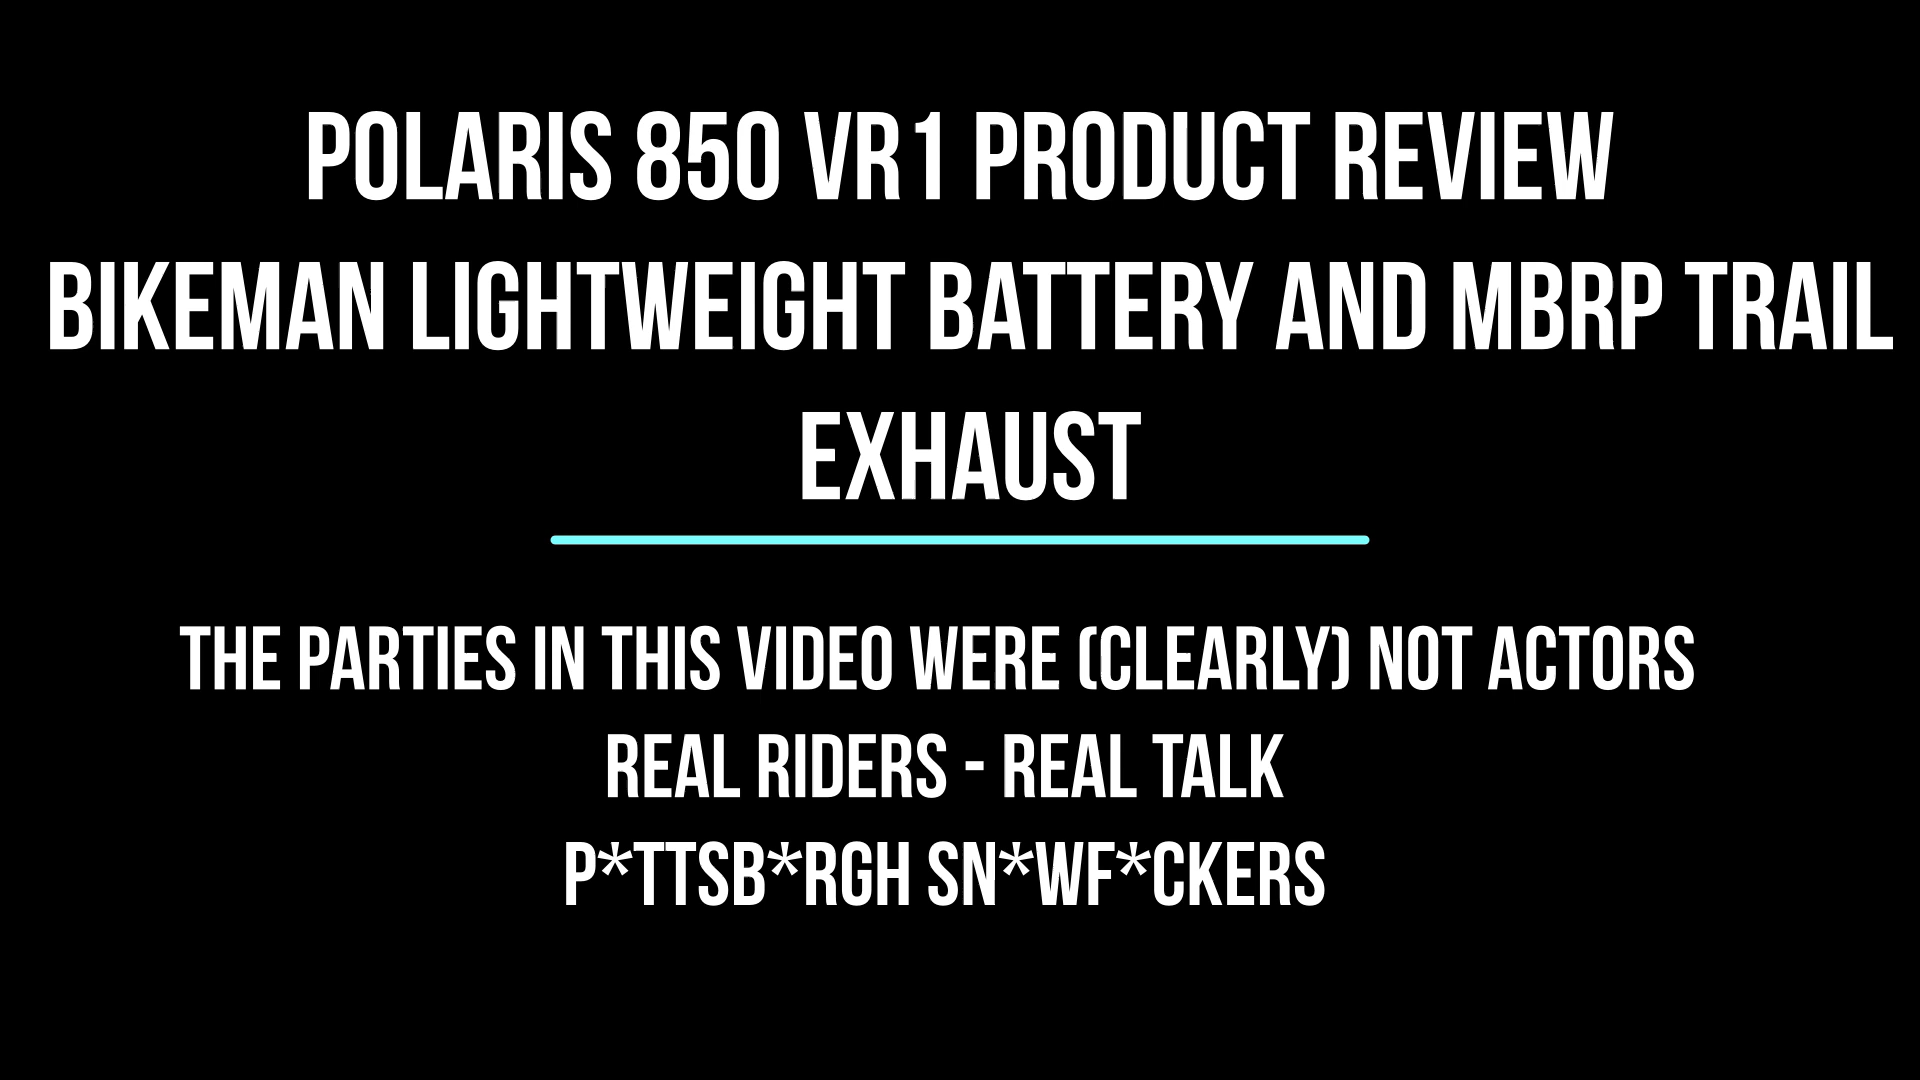 POLARIS 850 VR1 PRODUCT REVIEW
BIKEMAN LIGHTWEIGHT BATTERY AND MBRP TRAIL
EXHAUST
THE PARTIES IN THIS VIDEO WERE (CLEARLY) NOT ACTORS
REAL RIDERS - REAL TALK
P*TTSB*RGH SN*WF*CKERS